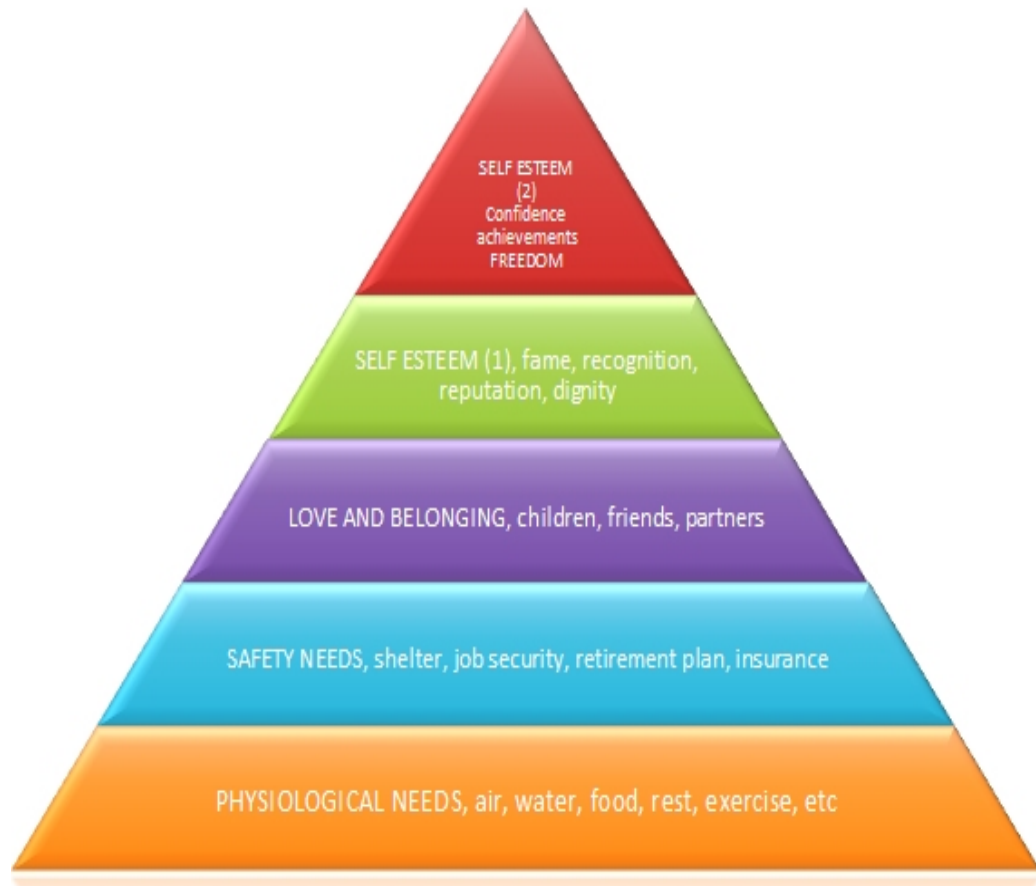 SELF ESTEEM
(2)
Confidence
achievements
FREEDOM
SELF ESTEEM (1), fame, recognition,
reputation, dignity
LOVE AND BELONGING, children, friends, partners
SAFETY NEEDS, shelter, job security, retirement plan, insurance
PHYSIOLOGICAL NEEDS, air, water, food, rest, exercise, etc